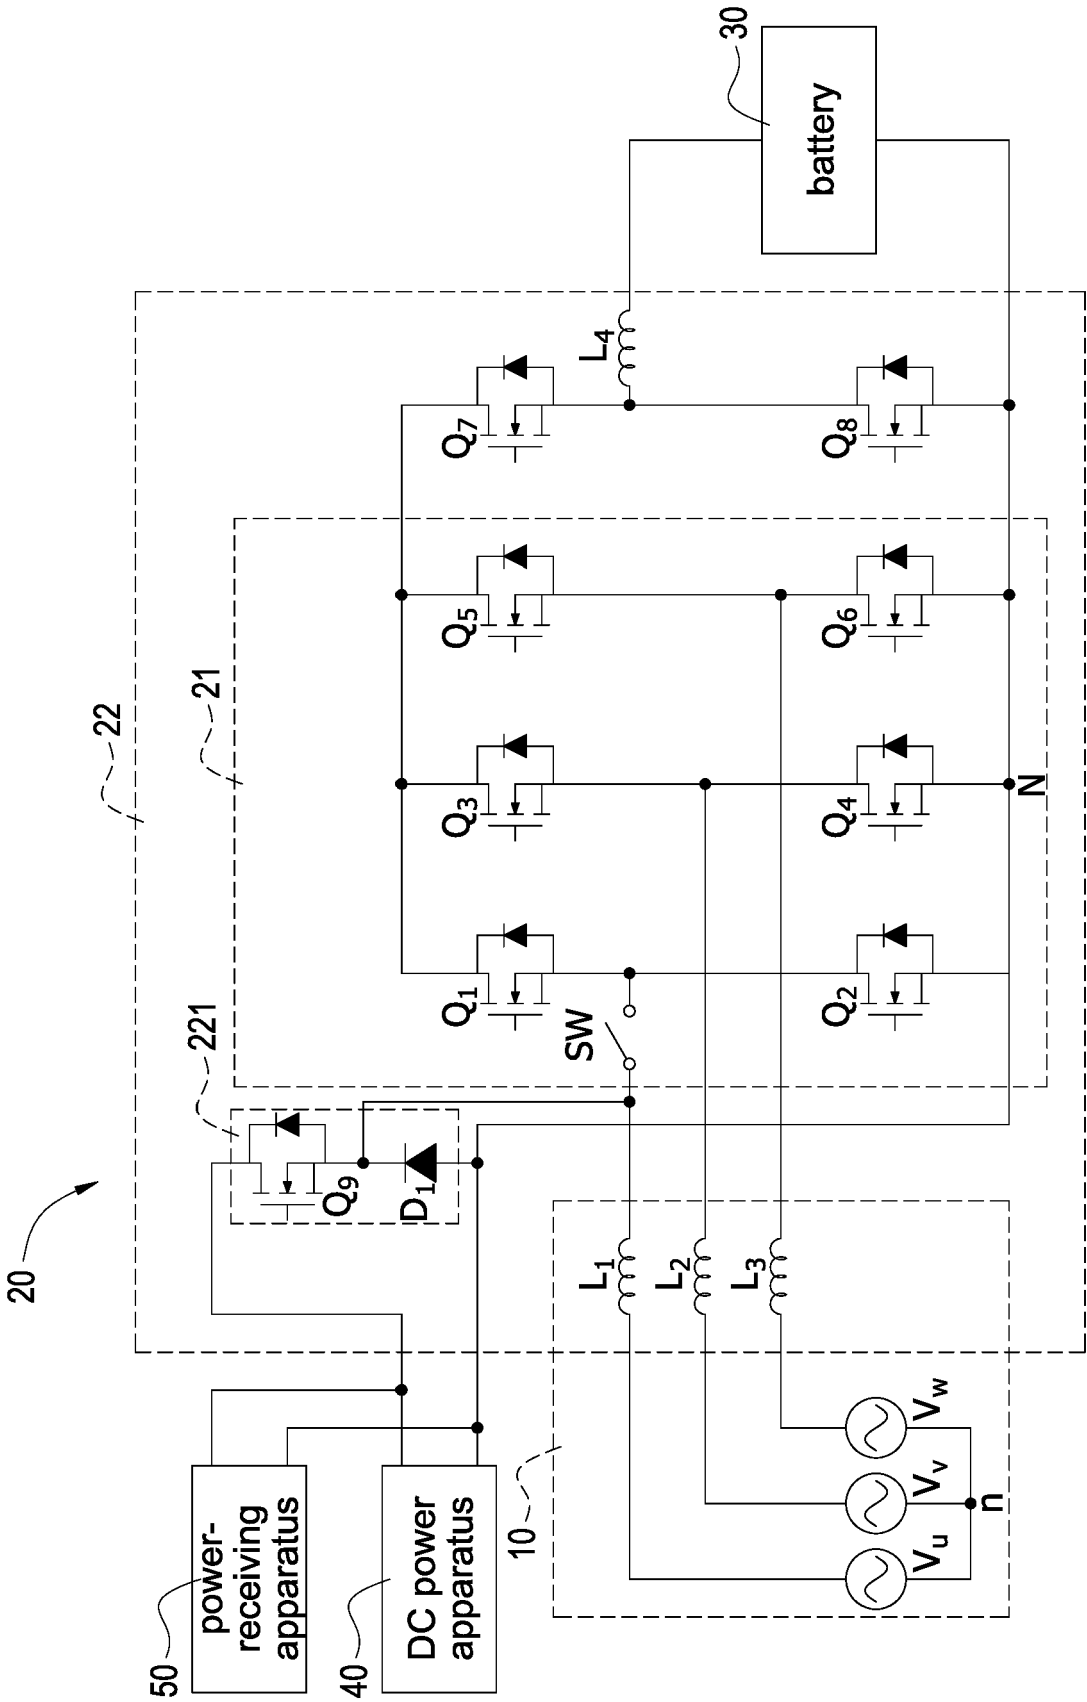 20
22
21
221
30
battery
Q₁
Q₃
Q₅
Q₇
L₄
SW
Q₂
Q₄
Q₆
Q₈
N
Q₉
D₁
50
power-
receiving
apparatus
40
DC power
apparatus
10
L₁
L₂
L₃
Vᵤ
Vᵥ
V_w
n